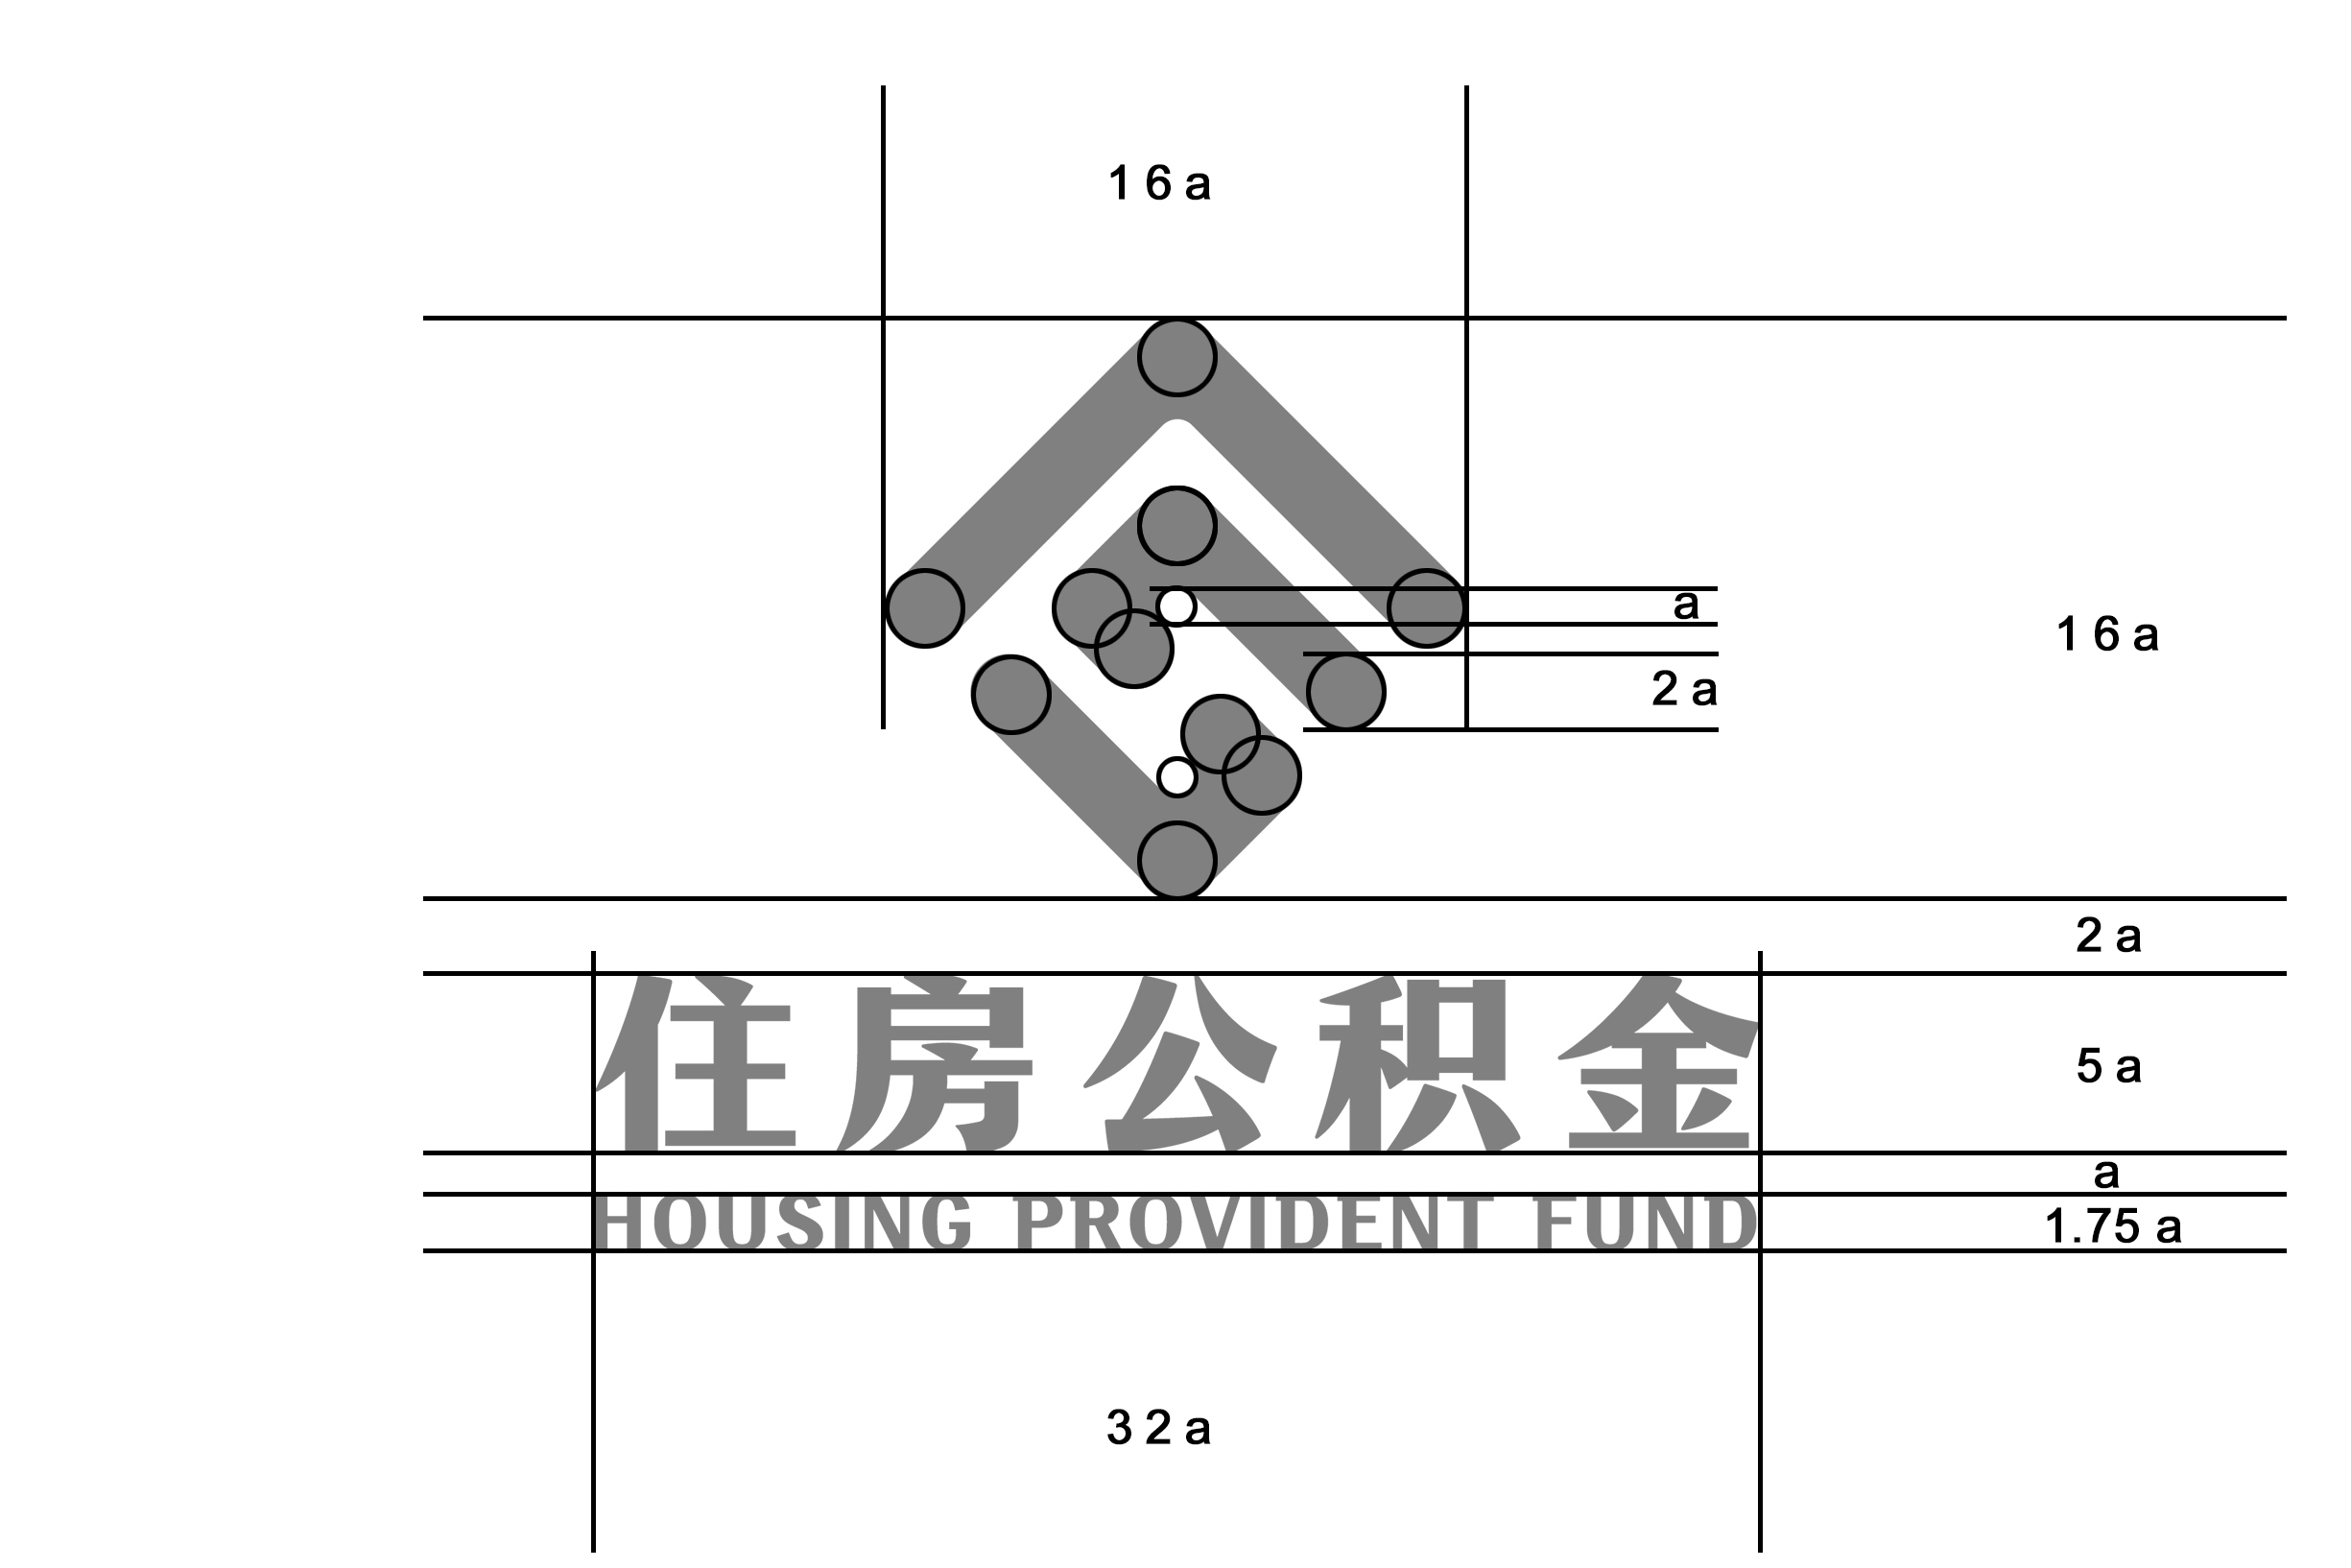 16a
a
16a
2a
2a
住房公积金
5a
a
HOUSING PROVIDENT FUND
1.75a
32a